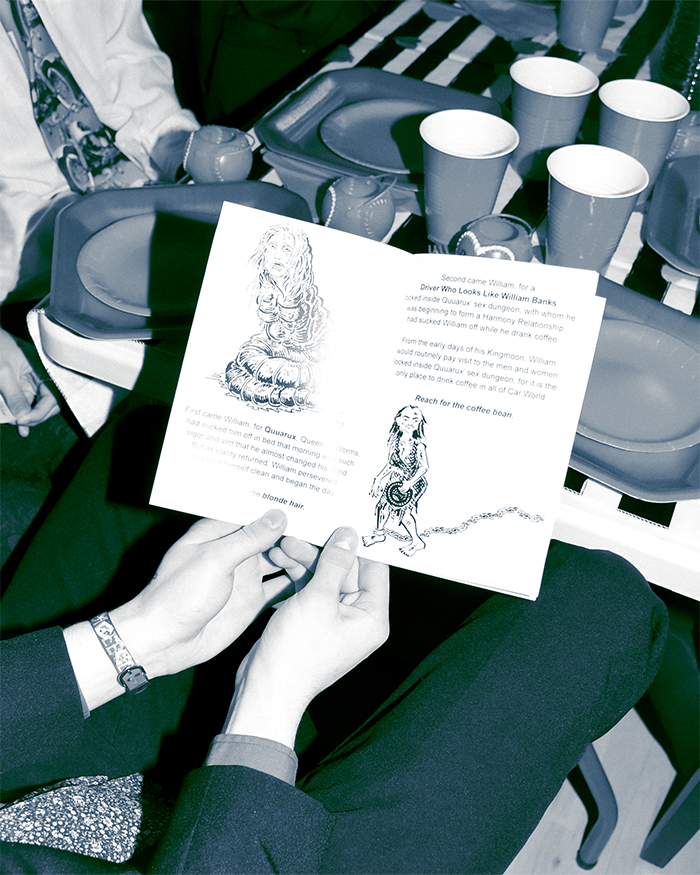 First came William, for Quuarux, Queen Worms
had sucked him off in bed that morning with such
vigor and vim that he almost changed his mind
But as clarity returned, William persevered
himself clean and began the day.
blonde hair.
Second came William, for a
Driver Who Looks Like William Banks
locked inside Quuarux' sex dungeon, with whom he
was beginning to form a Harmony Relationship
had sucked William off while he drank coffee
From the early days of his Kingmoon, William
would routinely pay visit to the men and women
locked inside Quuarux' sex dungeon, for it is the
only place to drink coffee in all of Car World
Reach for the coffee bean.